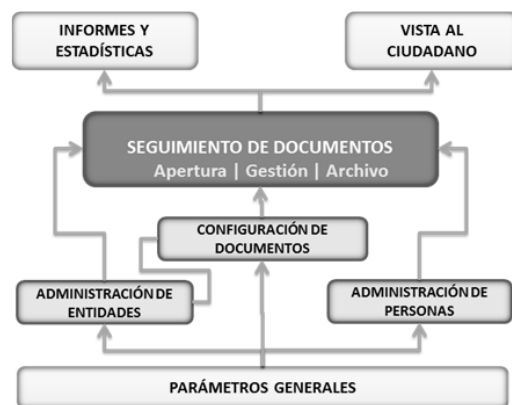 INFORMES Y
ESTADÍSTICAS
VISTA AL
CIUDADANO
SEGUIMIENTO DE DOCUMENTOS
Apertura | Gestión | Archivo
CONFIGURACIÓN DE
DOCUMENTOS
ADMINISTRACIÓN DE
ENTIDADES
ADMINISTRACIÓN DE
PERSONAS
PARÁMETROS GENERALES